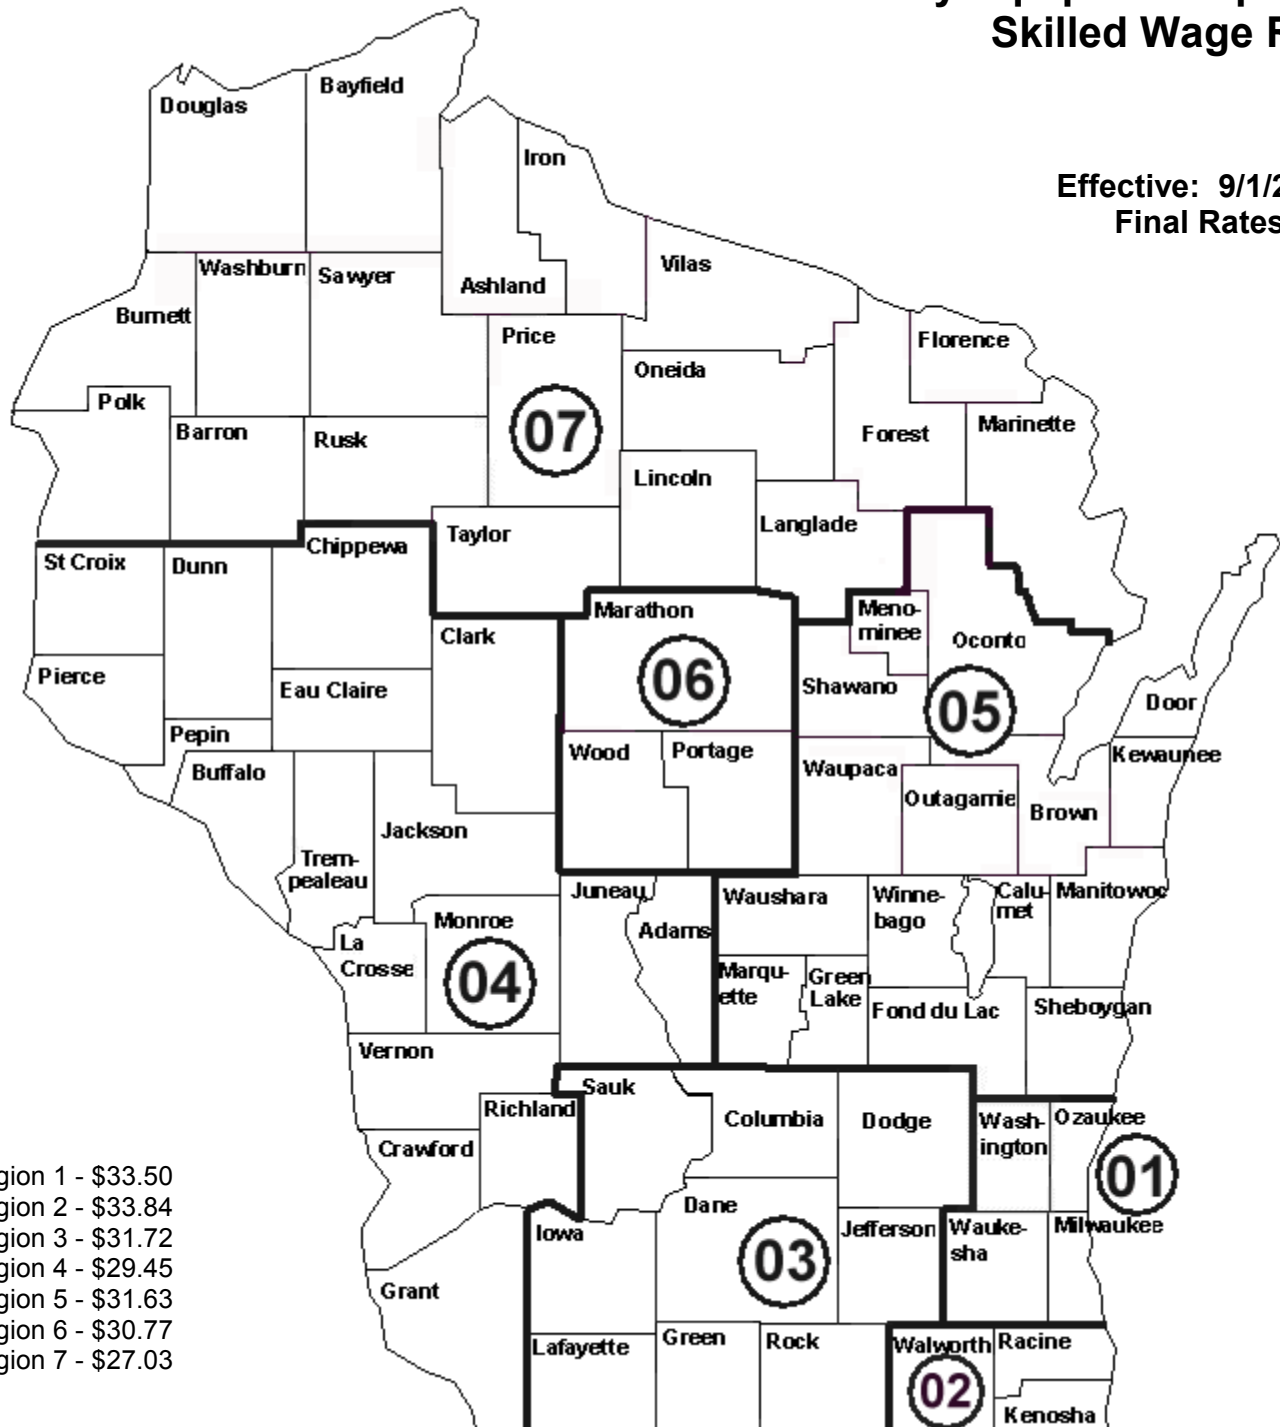 Skilled Wage R
Effective: 9/1/2
Final Rates
Douglas
Bayfield
Iron
Vilas
Washburn
Sawyer
Ashland
Burnett
Price
Florence
Oneida
Polk
Barron
Rusk
07
Forest
Marinette
Lincoln
Langlade
Taylor
Chippewa
St Croix
Dunn
Marathon
Meno-
minee
Clark
Oconto
Pierce
Eau Claire
06
Shawano
05
Door
Pepin
Wood
Portage
Waupaca
Kewaunee
Buffalo
Outagamie
Brown
Jackson
Trem-
pealeau
Juneau
Waushara
Winne-
bago
Calu-
met
Manitowoc
Monroe
Adams
La
Crosse
04
Marqu-
ette
Green
Lake
Fond du Lac
Sheboygan
Vernon
Sauk
Richland
Columbia
Dodge
Wash-
ington
Ozaukee
Crawford
01
Dane
Iowa
Jefferson
Wauke-
sha
Milwaukee
03
Grant
Lafayette
Green
Rock
Walworth
Racine
02
Kenosha
gion 1 - $33.50
gion 2 - $33.84
gion 3 - $31.72
gion 4 - $29.45
gion 5 - $31.63
gion 6 - $30.77
gion 7 - $27.03